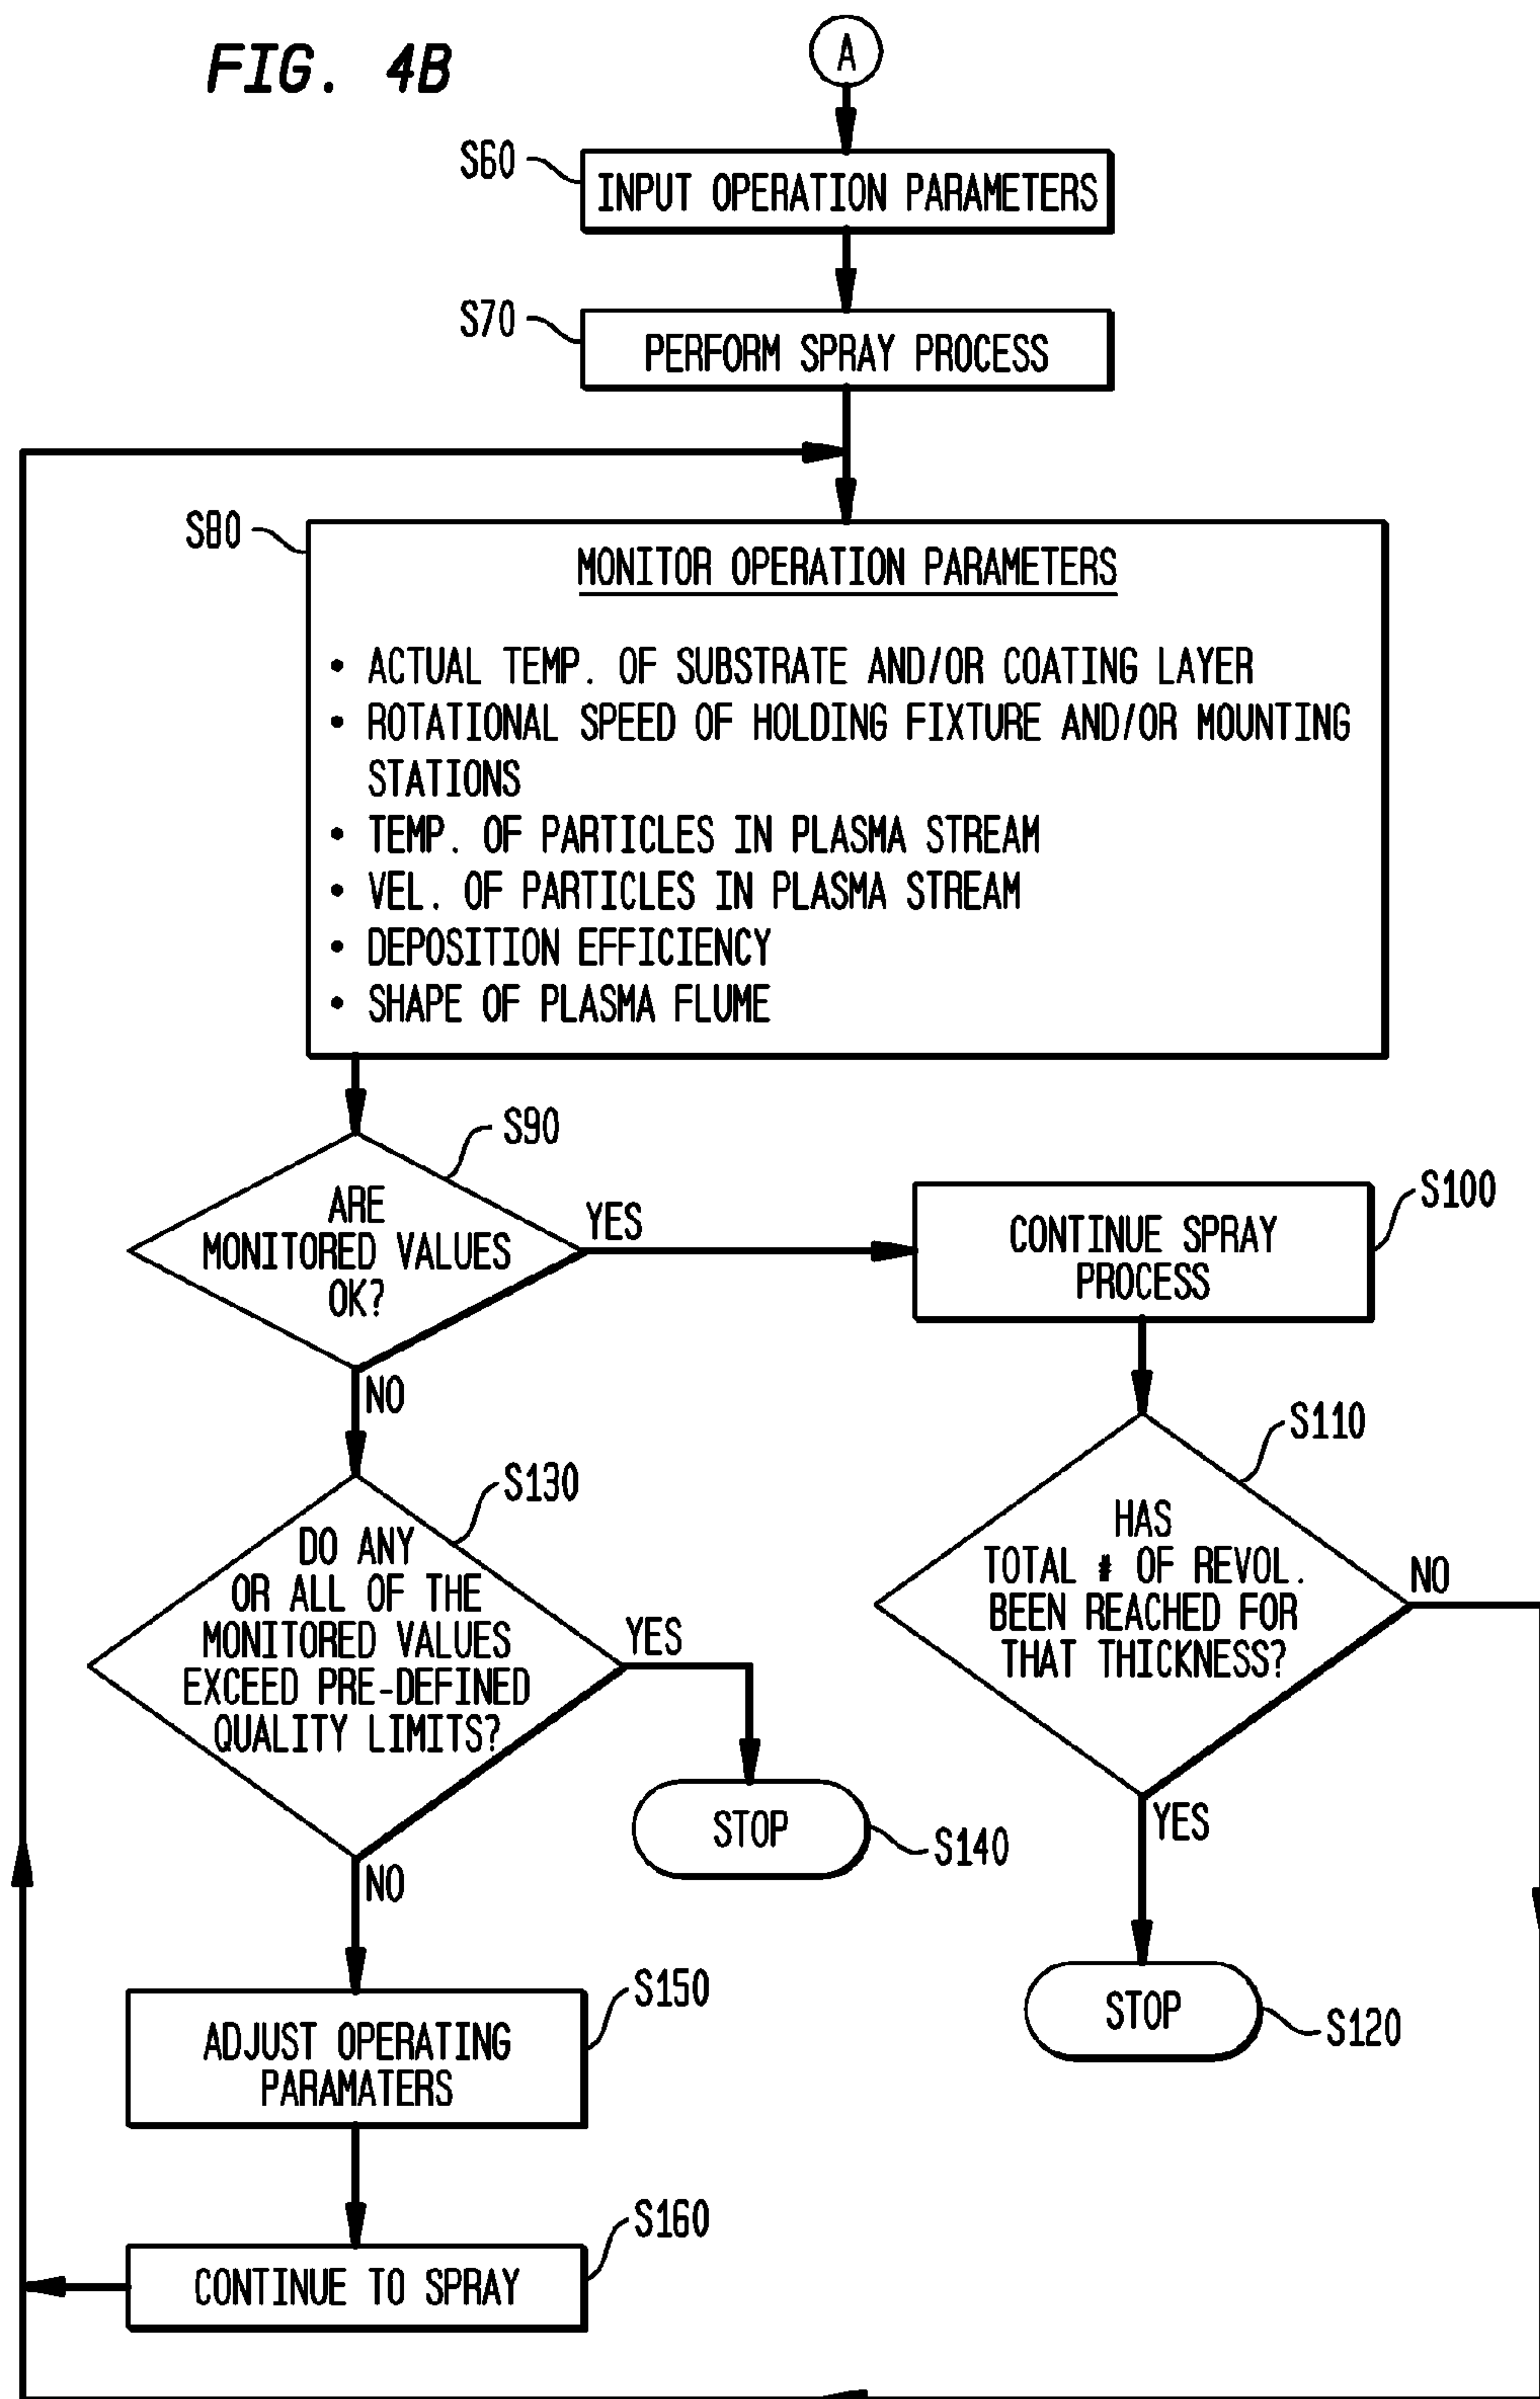 FIG. 4B
A
S60
INPUT OPERATION PARAMETERS
S70
PERFORM SPRAY PROCESS
S80
MONITOR OPERATION PARAMETERS
• ACTUAL TEMP. OF SUBSTRATE AND/OR COATING LAYER
• ROTATIONAL SPEED OF HOLDING FIXTURE AND/OR MOUNTING
STATIONS
• TEMP. OF PARTICLES IN PLASMA STREAM
• VEL. OF PARTICLES IN PLASMA STREAM
• DEPOSITION EFFICIENCY
• SHAPE OF PLASMA FLUME
S90
ARE
MONITORED VALUES
OK?
YES
NO
S100
CONTINUE SPRAY
PROCESS
S110
HAS
TOTAL # OF REVOL.
BEEN REACHED FOR
THAT THICKNESS?
NO
YES
STOP
S120
S130
DO ANY
OR ALL OF THE
MONITORED VALUES
EXCEED PRE-DEFINED
QUALITY LIMITS?
YES
NO
STOP
S140
S150
ADJUST OPERATING
PARAMATERS
S160
CONTINUE TO SPRAY